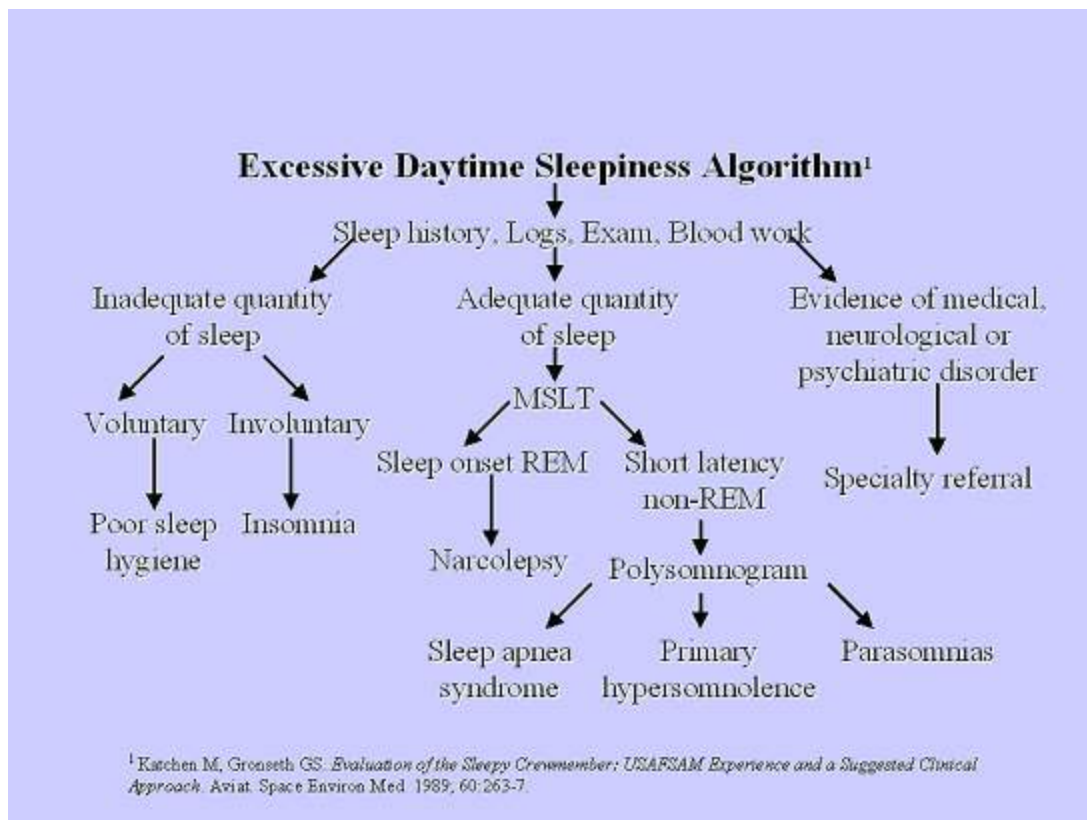 Excessive Daytime Sleepiness Algorithm¹
Sleep history, Logs, Exam, Blood work
Inadequate quantity
of sleep
Adequate quantity
of sleep
Evidence of medical,
neurological or
psychiatric disorder
Voluntary
Involuntary
MSLT
Sleep onset REM
Short latency
non-REM
Specialty referral
Poor sleep
hygiene
Insomnia
Narcolepsy
Polysomnogram
Sleep apnea
syndrome
Primary
hypersomnolence
Parasomnias
¹ Katchen M, Gronseth GS. Evaluation of the Sleepy Crewmember: USAFSAM Experience and a Suggested Clinical
Approach. Aviat. Space Environ Med 1989; 60:263-7.